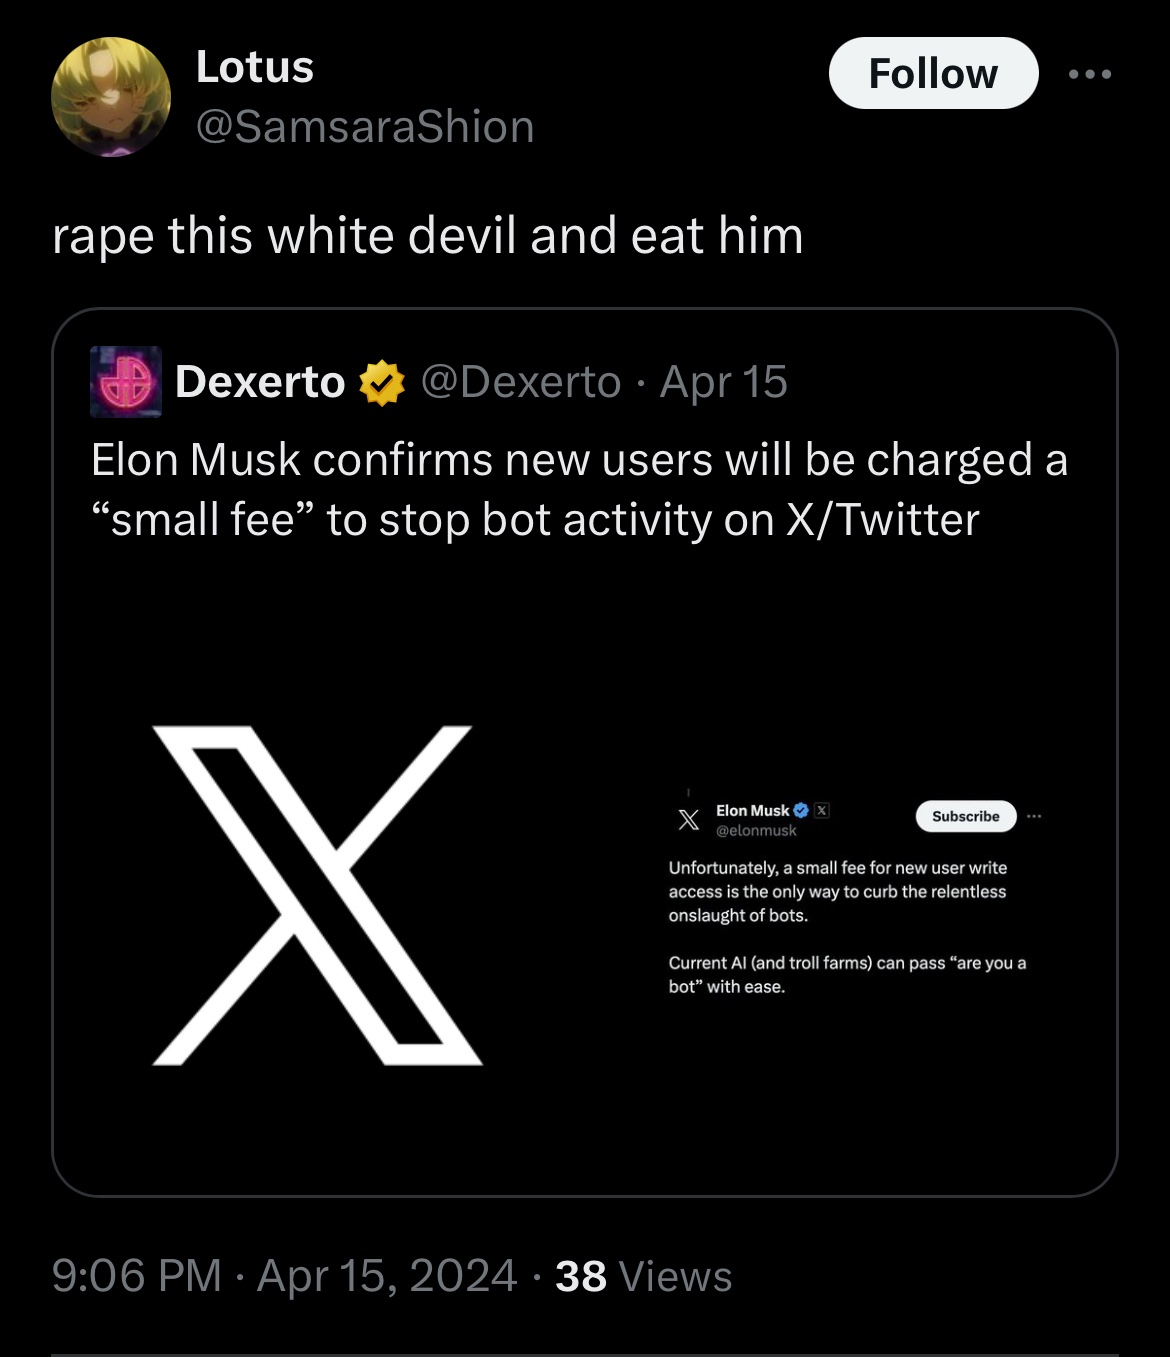 Lotus
@SamsaraShion
Follow
rape this white devil and eat him
Dexerto @Dexerto · Apr 15
Elon Musk confirms new users will be charged a
“small fee” to stop bot activity on X/Twitter
Elon Musk
@elonmusk
Subscribe
Unfortunately, a small fee for new user write
access is the only way to curb the relentless
onslaught of bots.
Current AI (and troll farms) can pass “are you a
bot” with ease.
9:06 PM · Apr 15, 2024 · 38 Views